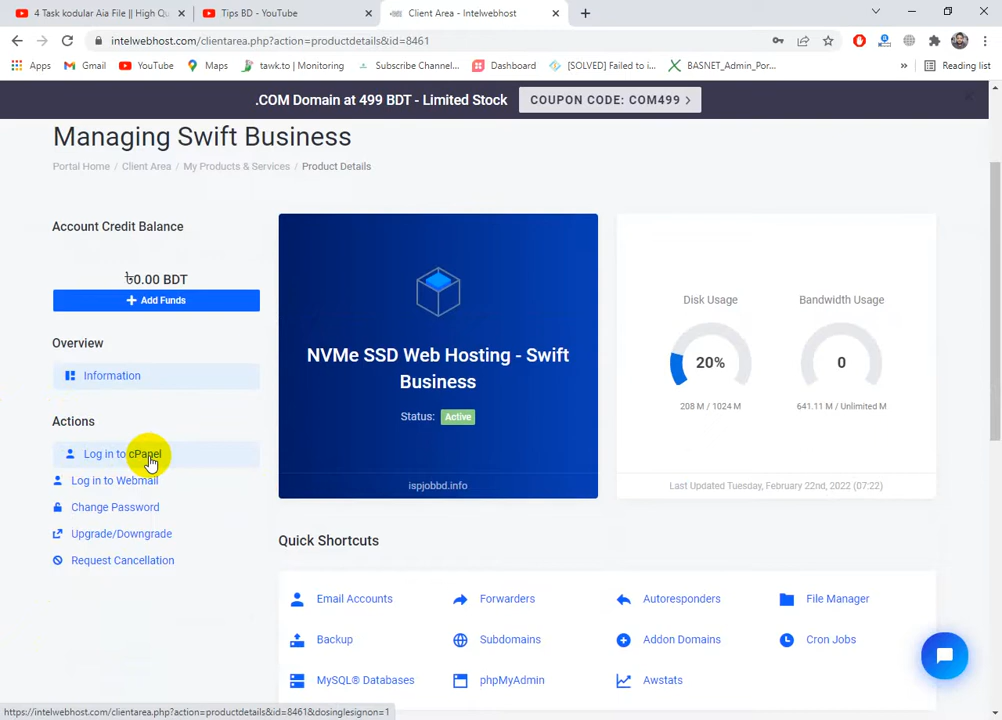 4 Task kodular Aia File || High Qu
Tips BD - YouTube
Client Area - Intelwebhost
intelwebhost.com/clientarea.php?action=productdetails&id=8461
Apps
Gmail
YouTube
Maps
tawk.to | Monitoring
Subscribe Channel...
Dashboard
[SOLVED] Failed to i...
BASNET_Admin_Por...
»
Reading list
.COM Domain at 499 BDT - Limited Stock
COUPON CODE: COM499 >
Managing Swift Business
Portal Home / Client Area / My Products & Services / Product Details
Account Credit Balance
৳0.00 BDT
+ Add Funds
Overview
Information
Actions
Log in to cPanel
Log in to Webmail
Change Password
Upgrade/Downgrade
Request Cancellation
NVMe SSD Web Hosting - Swift
Business
Status: Active
ispjobbd.info
Disk Usage
Bandwidth Usage
20%
0
208 M / 1024 M
641.11 M / Unlimited M
Last Updated Tuesday, February 22nd, 2022 (07:22)
Quick Shortcuts
Email Accounts
Forwarders
Autoresponders
File Manager
Backup
Subdomains
Addon Domains
Cron Jobs
MySQL® Databases
phpMyAdmin
Awstats
https://intelwebhost.com/clientarea.php?action=productdetails&id=8461&dosinglesignon=1